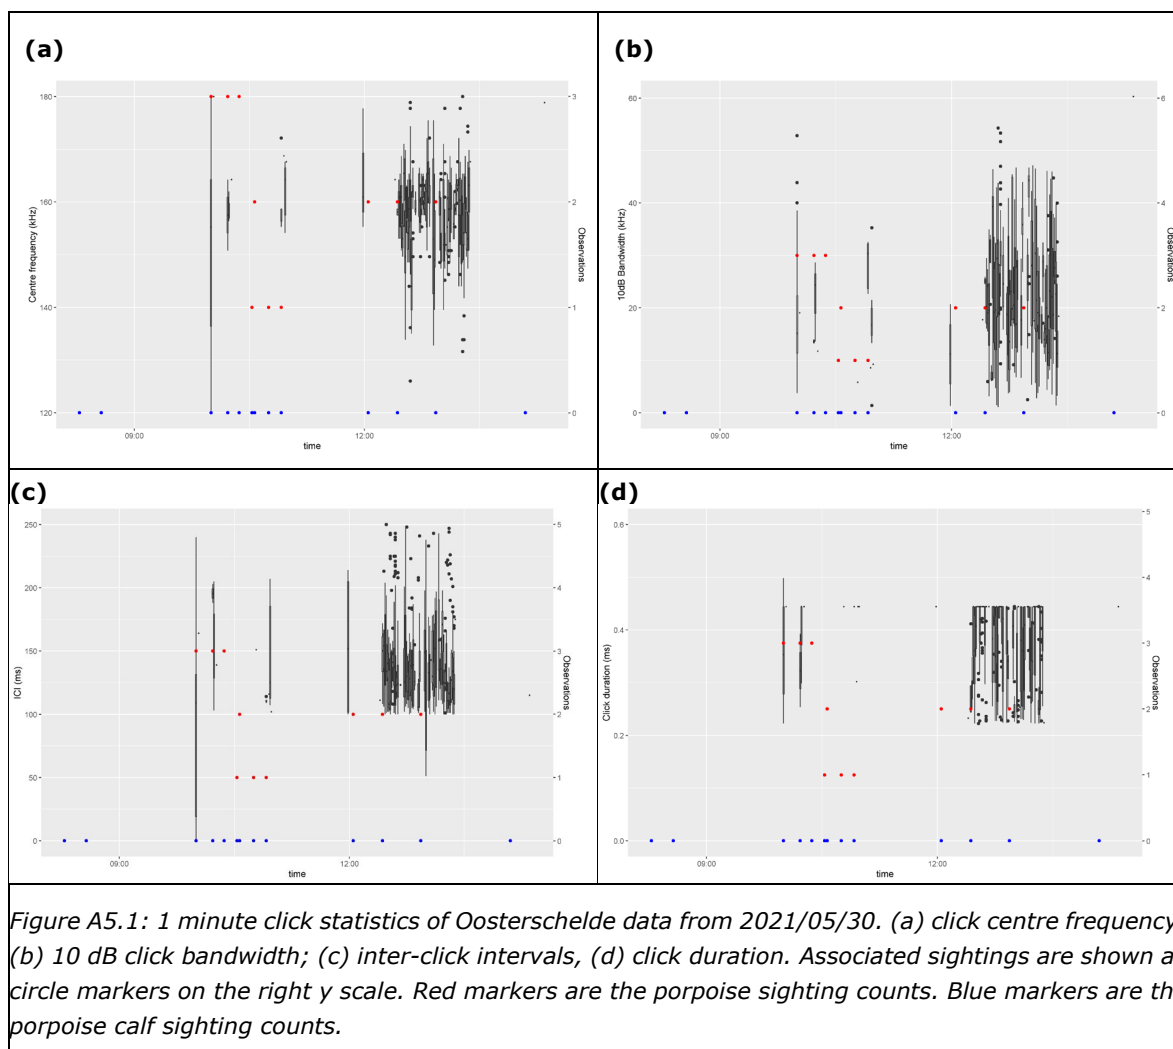 (a)
180
160
140
120
Centre frequency (kHz)
3
2
1
0
Observations
09:00
12:00
time
(b)
60
40
20
0
10dB Bandwidth (kHz)
6
4
2
0
Observations
09:00
12:00
time
(c)
250
200
150
100
50
0
ICI (ms)
5
4
3
2
1
0
Observations
09:00
12:00
time
(d)
0.6
0.4
0.2
0.0
Click duration (ms)
5
4
3
2
1
0
Observations
09:00
12:00
time
Figure A5.1: 1 minute click statistics of Oosterschelde data from 2021/05/30. (a) click centre frequency
(b) 10 dB click bandwidth; (c) inter-click intervals, (d) click duration. Associated sightings are shown a
circle markers on the right y scale. Red markers are the porpoise sighting counts. Blue markers are th
porpoise calf sighting counts.